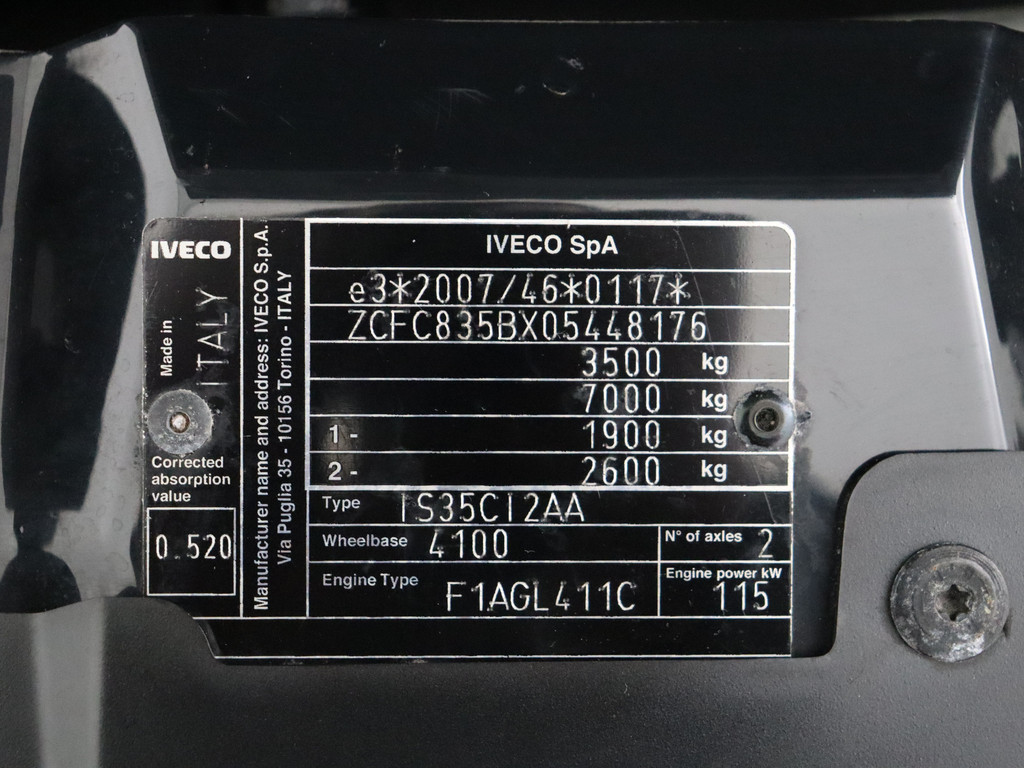 IVECO
Made in ITALY
Corrected
absorption
value
0.520
Manufacturer name and address: IVECO S.p.A.
Via Puglia 35 - 10156 Torino - ITALY
IVECO SpA
e3*2007/46*0117*
ZCFC835BX05448176
3500 kg
7000 kg
1- 1900 kg
2- 2600 kg
Type IS35CI2AA
Wheelbase 4100
N° of axles 2
Engine Type F1AGL411C
Engine power kW
115